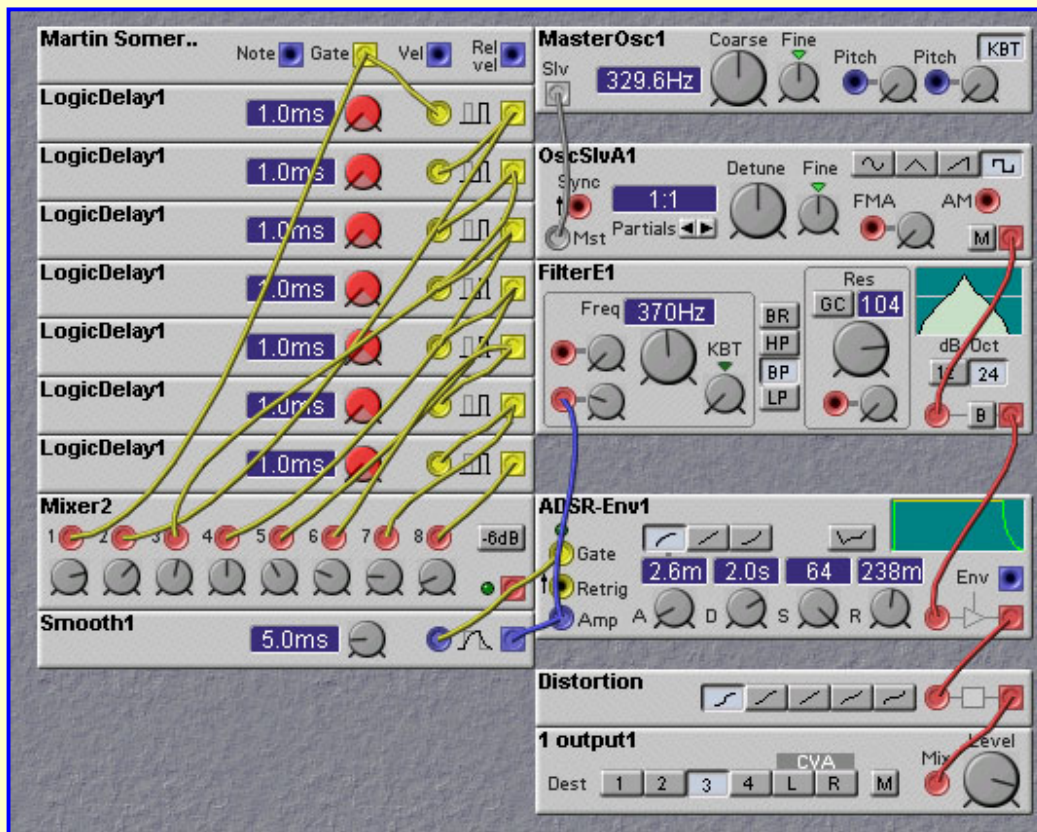 Martin Somer..
Note Gate Vel Rel vel
LogicDelay1
1.0ms
LogicDelay1
1.0ms
LogicDelay1
1.0ms
LogicDelay1
1.0ms
LogicDelay1
1.0ms
LogicDelay1
1.0ms
LogicDelay1
1.0ms
Mixer2
1 2 3 4 5 6 7 8 -6dB
Smooth1
5.0ms
MasterOsc1 Coarse Fine KBT
Slv 329.6Hz Pitch Pitch
OscSlvA1
Sync 1:1 Detune Fine
FMA AM
Mst Partials M
FilterE1
Freq 370Hz KBT
BR
HP
BP
LP
Res
GC 104
dB Oct
12 24
B
ADSR-Env1
Gate 2.6m 2.0s 64 238m Env
Retrig
Amp A D S R
Distortion
1 output1
CVA Mix Level
Dest 1 2 3 4 L R M